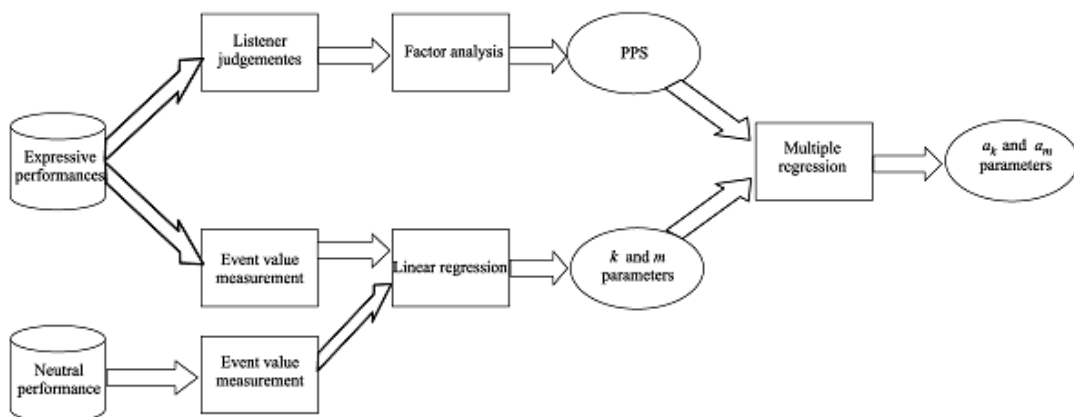 Listener
judgementes
Factor analysis
PPS
Expressive
performances
Multiple
regression
a_k and a_m
parameters
Event value
measurement
Linear regression
k and m
parameters
Neutral
performance
Event value
measurement